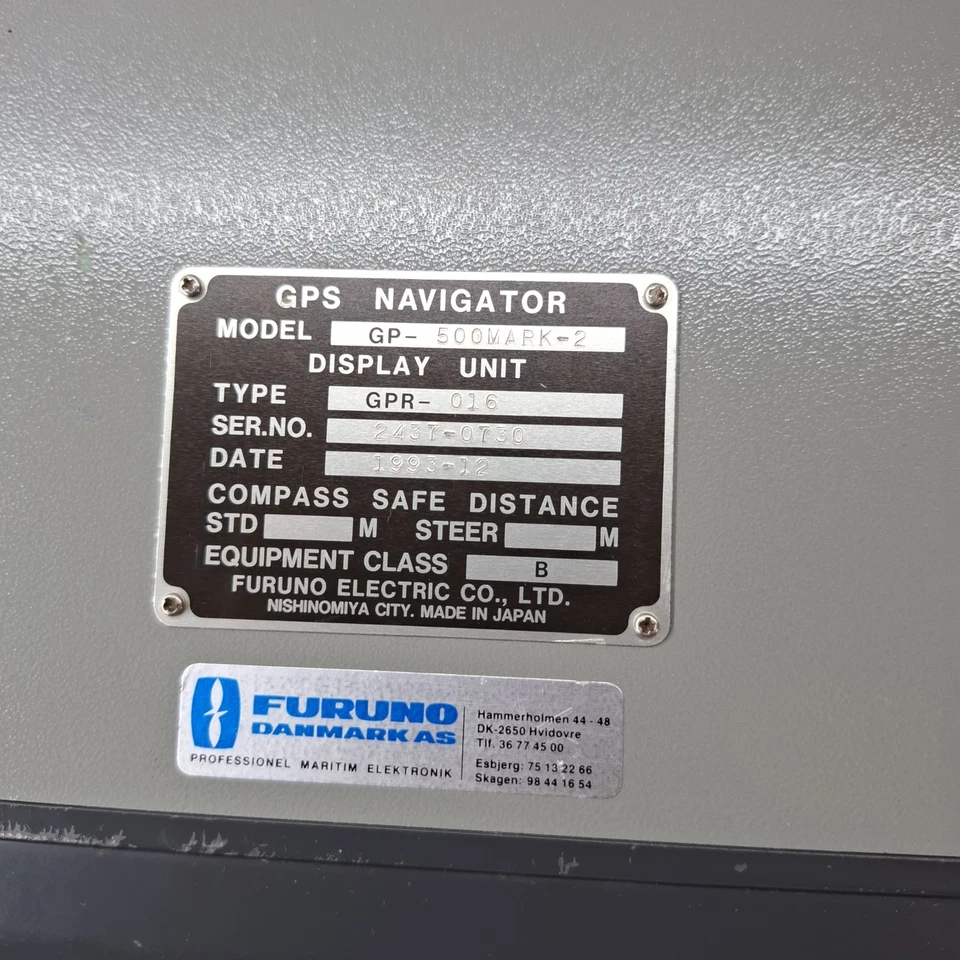 GPS NAVIGATOR
MODEL GP- 500MARK-2
DISPLAY UNIT
TYPE GPR- 016
SER.NO. 2437-0730
DATE 1993-12
COMPASS SAFE DISTANCE
STD M STEER M
EQUIPMENT CLASS B
FURUNO ELECTRIC CO., LTD.
NISHINOMIYA CITY. MADE IN JAPAN
FURUNO
DANMARK AS
PROFESSIONEL MARITIM ELEKTRONIK
Hammerholmen 44 - 48
DK-2650 Hvidovre
Tlf. 36 77 45 00
Esbjerg: 75 13 22 66
Skagen: 98 44 16 54